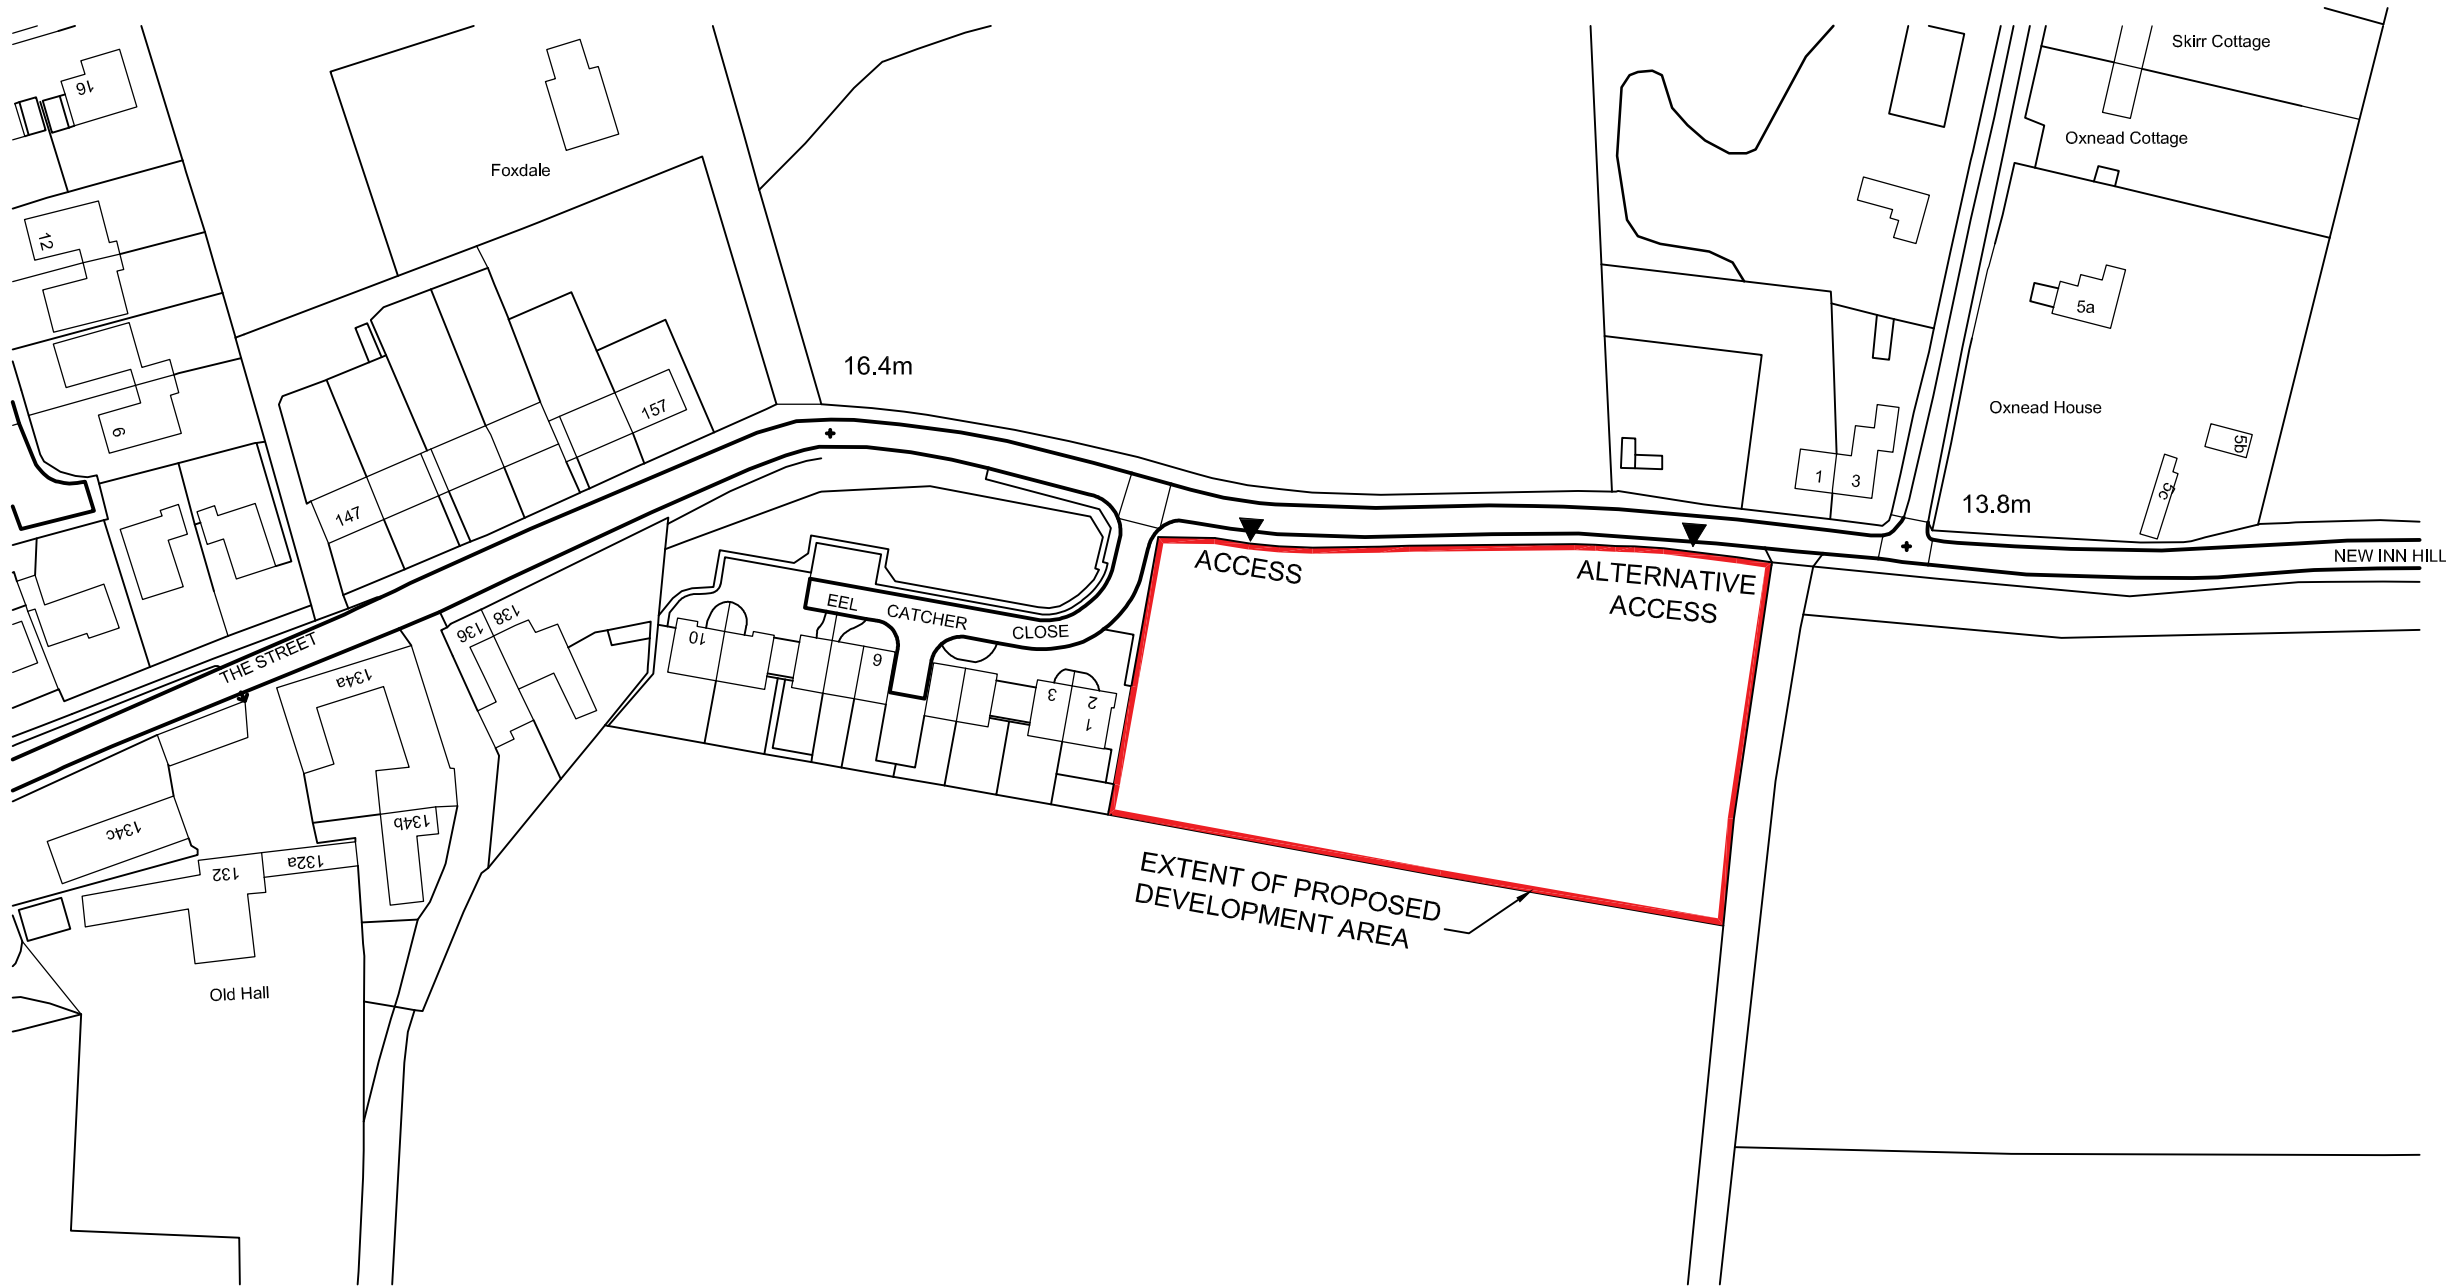 Skirr Cottage
16
Oxnead Cottage
Foxdale
12
5a
16.4m
157
Oxnead House
6
5b
1
3
5c
13.8m
147
NEW INN HILL
ACCESS
ALTERNATIVE
ACCESS
EEL CATCHER CLOSE
138
136
10
6
THE STREET
134a
3
2
1
134b
134c
132a
132
EXTENT OF PROPOSED
DEVELOPMENT AREA
Old Hall